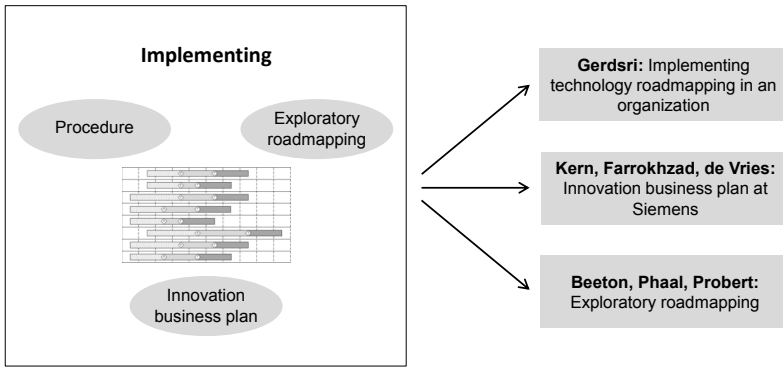 Implementing
Procedure
Exploratory
roadmapping
Innovation
business plan
Gerdsri: Implementing
technology roadmapping in an
organization
Kern, Farrokhzad, de Vries:
Innovation business plan at
Siemens
Beeton, Phaal, Probert:
Exploratory roadmapping